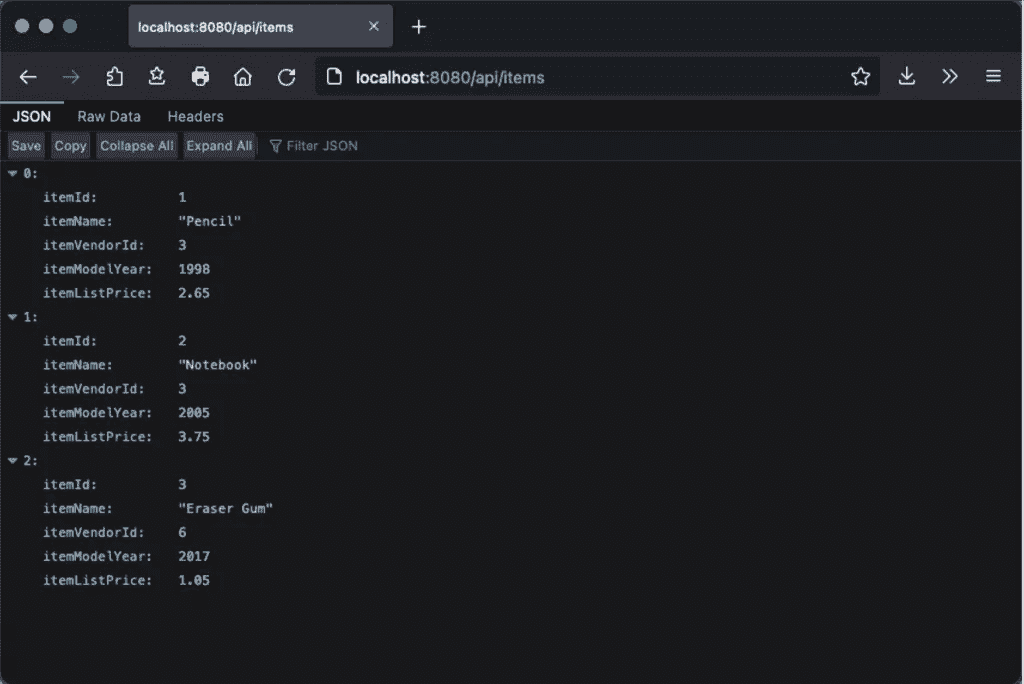 localhost:8080/api/items
localhost:8080/api/items
JSON Raw Data Headers
Save Copy Collapse All Expand All Filter JSON
0:
itemId: 1
itemName: "Pencil"
itemVendorId: 3
itemModelYear: 1998
itemListPrice: 2.65
1:
itemId: 2
itemName: "Notebook"
itemVendorId: 3
itemModelYear: 2005
itemListPrice: 3.75
2:
itemId: 3
itemName: "Eraser Gum"
itemVendorId: 6
itemModelYear: 2017
itemListPrice: 1.05